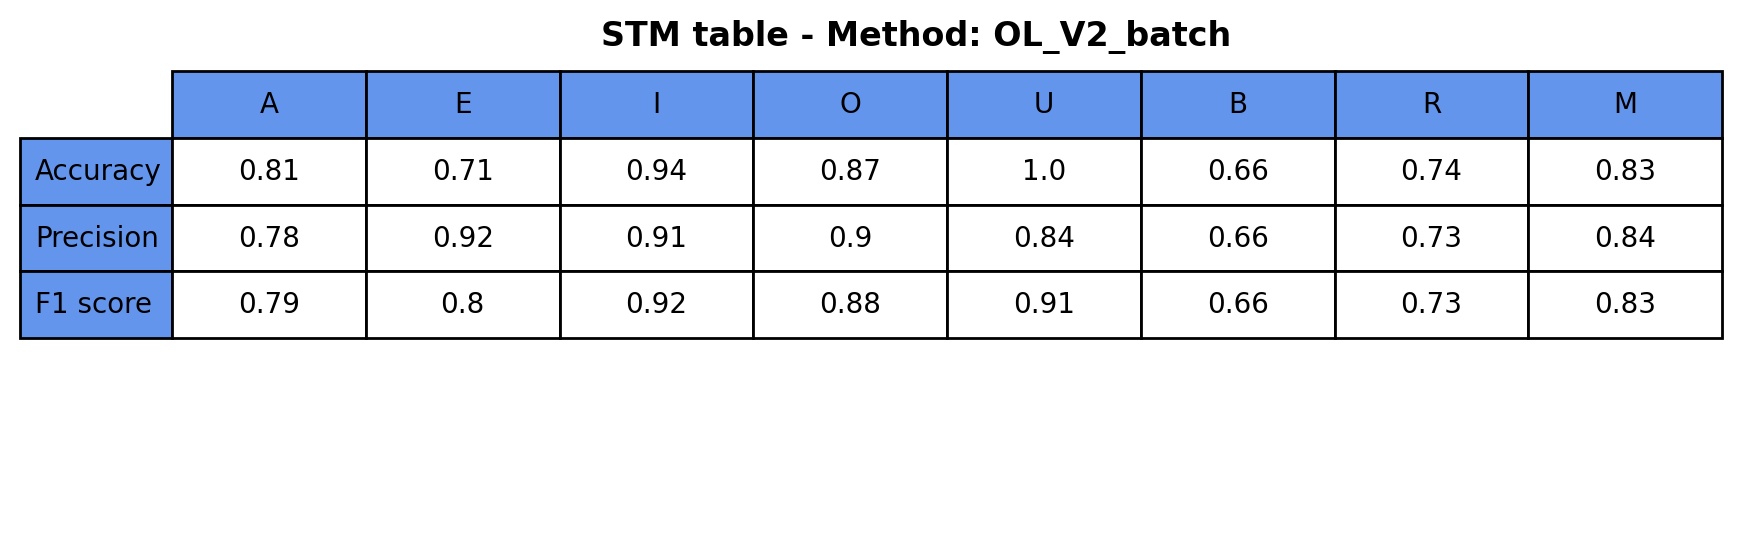 STM table - Method: OL_V2_batch
A E I O U B R M
Accuracy 0.81 0.71 0.94 0.87 1.0 0.66 0.74 0.83
Precision 0.78 0.92 0.91 0.9 0.84 0.66 0.73 0.84
F1 score 0.79 0.8 0.92 0.88 0.91 0.66 0.73 0.83